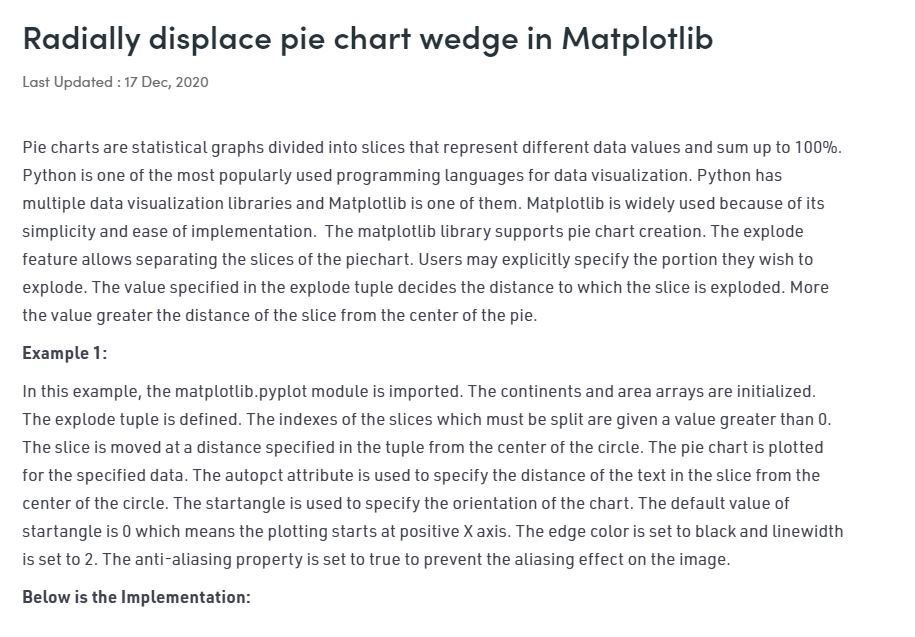 Radially displace pie chart wedge in Matplotlib
Last Updated : 17 Dec, 2020
Pie charts are statistical graphs divided into slices that represent different data values and sum up to 100%.
Python is one of the most popularly used programming languages for data visualization. Python has
multiple data visualization libraries and Matplotlib is one of them. Matplotlib is widely used because of its
simplicity and ease of implementation.  The matplotlib library supports pie chart creation. The explode
feature allows separating the slices of the piechart. Users may explicitly specify the portion they wish to
explode. The value specified in the explode tuple decides the distance to which the slice is exploded. More
the value greater the distance of the slice from the center of the pie.
Example 1:
In this example, the matplotlib.pyplot module is imported. The continents and area arrays are initialized.
The explode tuple is defined. The indexes of the slices which must be split are given a value greater than 0.
The slice is moved at a distance specified in the tuple from the center of the circle. The pie chart is plotted
for the specified data. The autopct attribute is used to specify the distance of the text in the slice from the
center of the circle. The startangle is used to specify the orientation of the chart. The default value of
startangle is 0 which means the plotting starts at positive X axis. The edge color is set to black and linewidth
is set to 2. The anti-aliasing property is set to true to prevent the aliasing effect on the image.
Below is the Implementation: